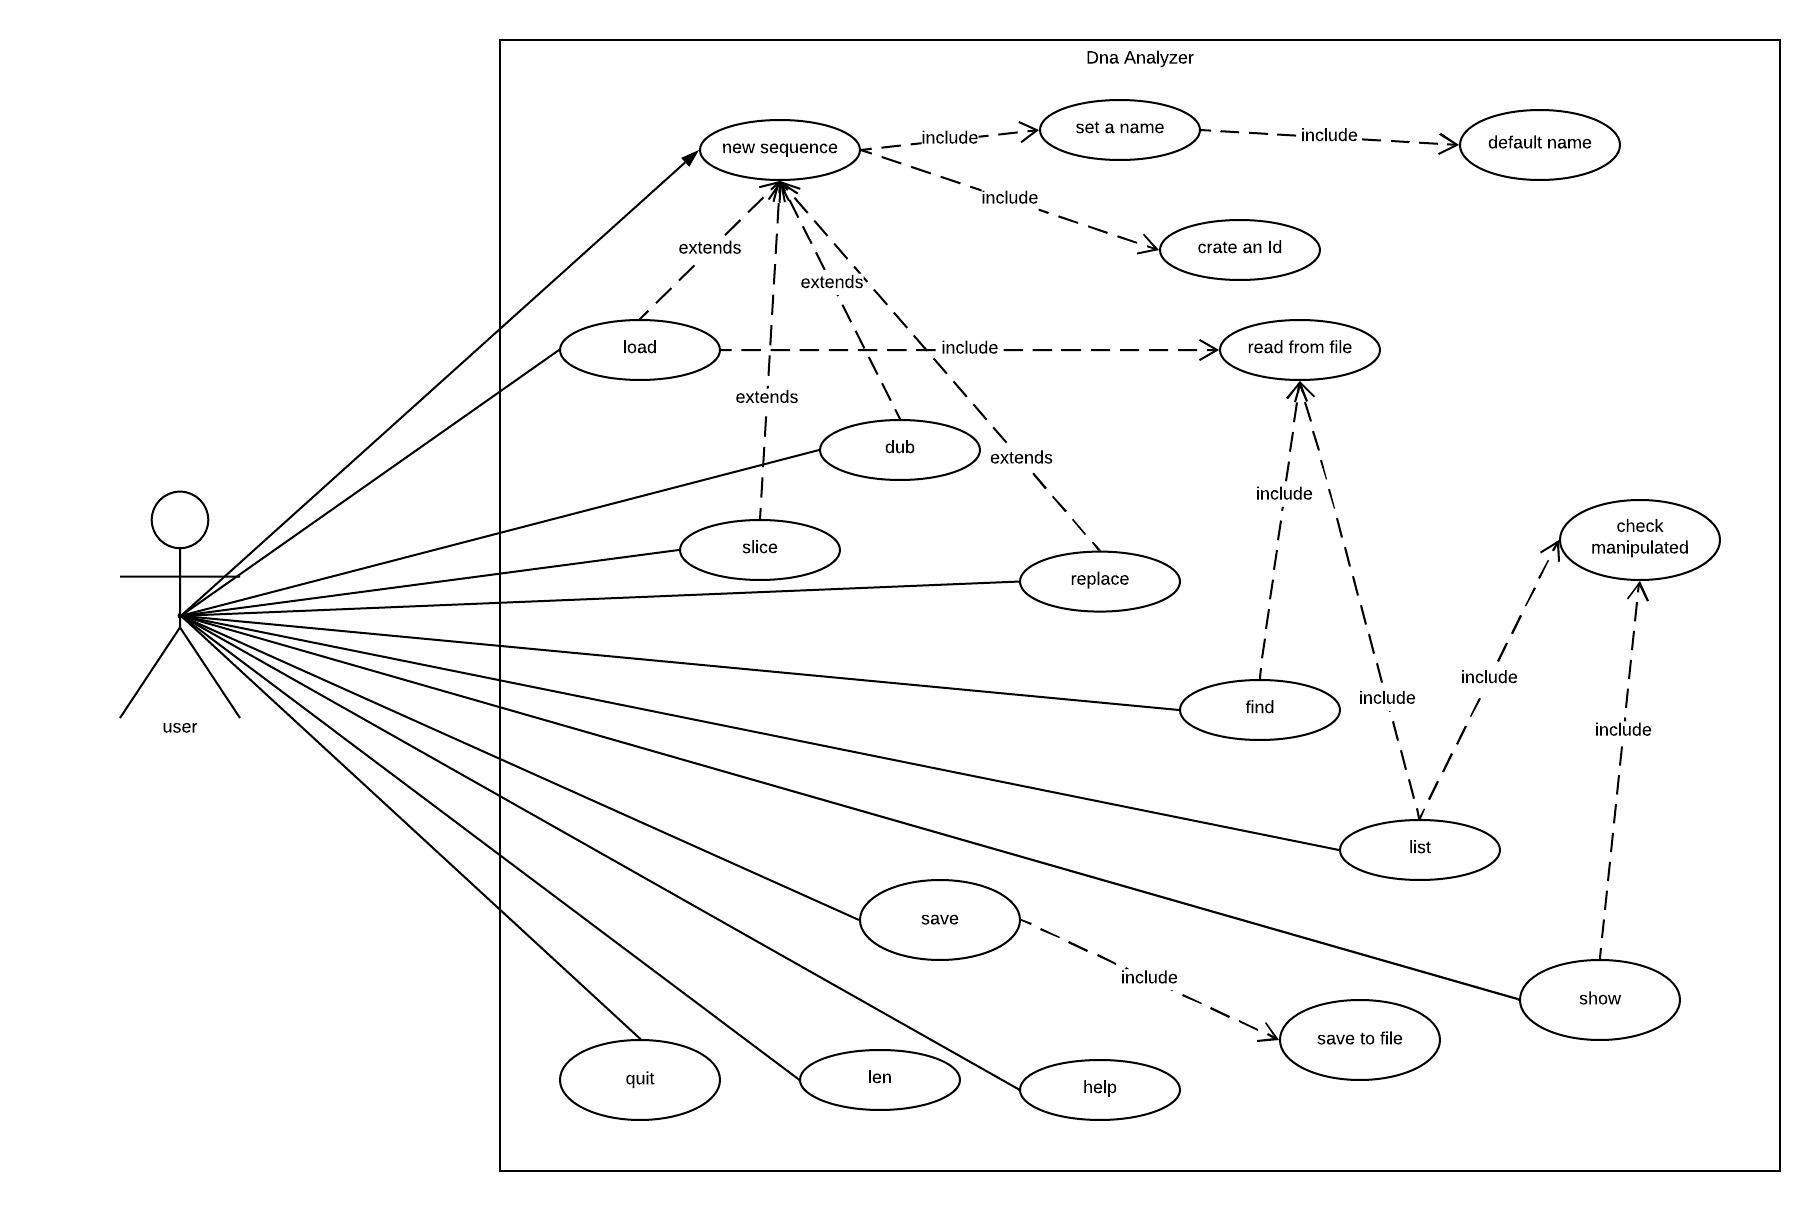 Dna Analyzer
new sequence
include
set a name
include
default name
include
crate an Id
extends
extends
load
include
read from file
extends
dub
extends
include
check
manipulated
slice
replace
include
include
find
include
user
list
save
include
show
save to file
quit
len
help